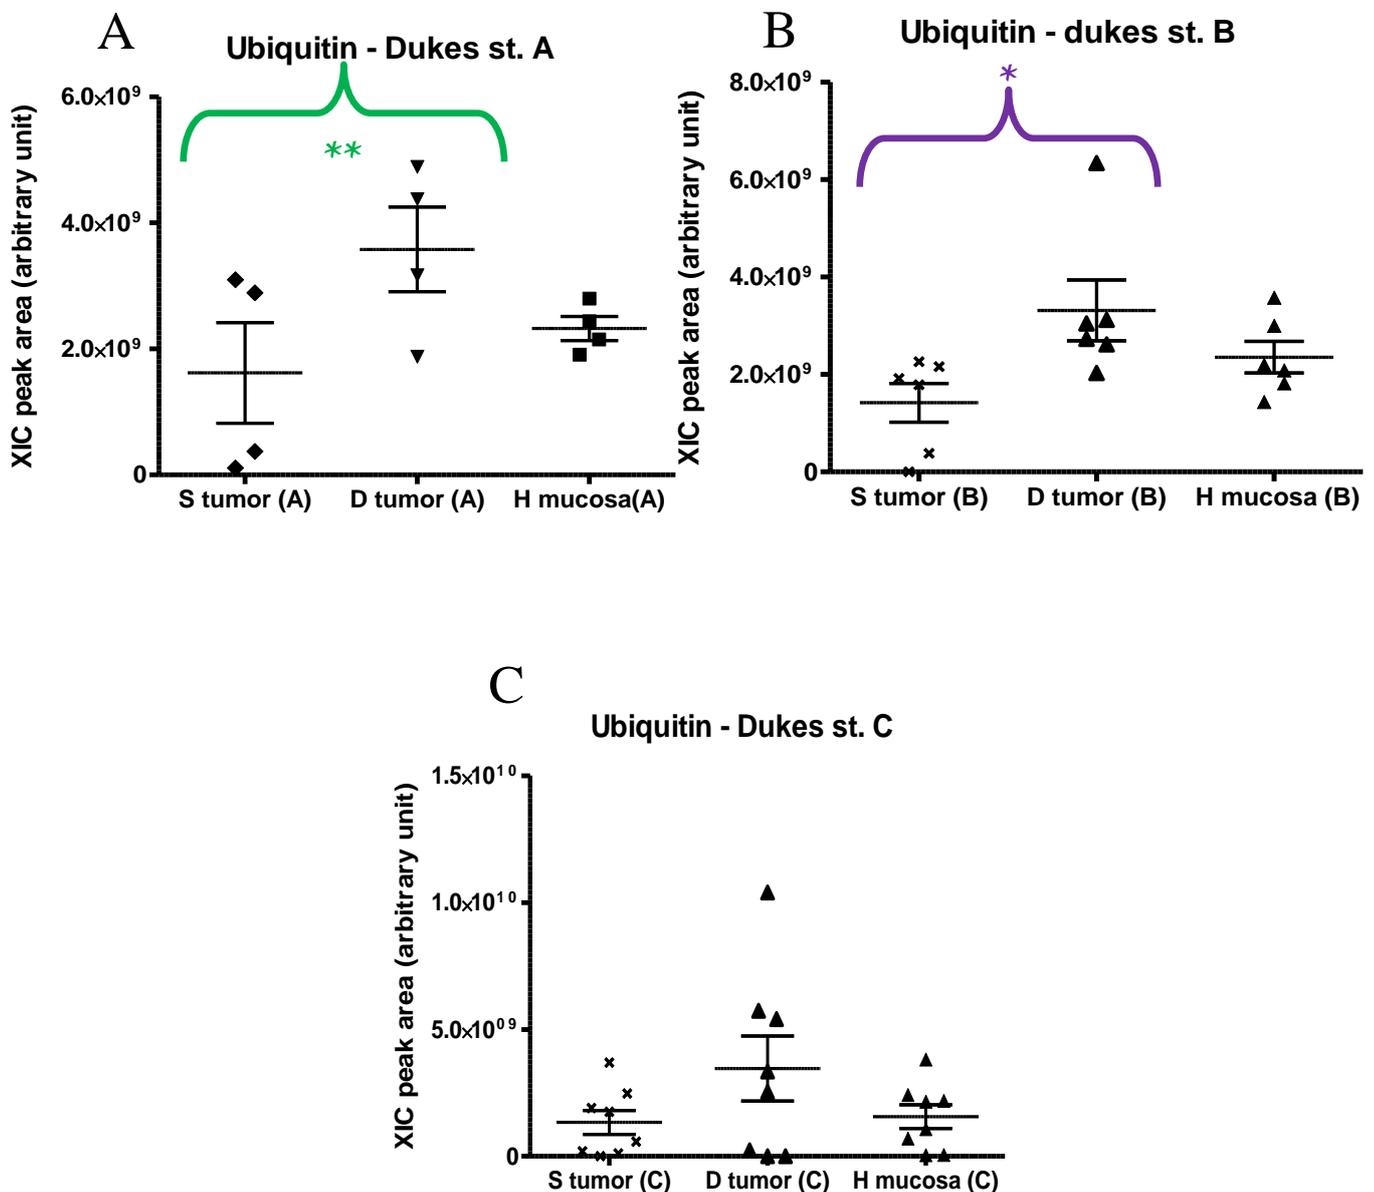 A
Ubiquitin - Dukes st. A
XIC peak area (arbitrary unit)
6.0×10⁹
4.0×10⁹
2.0×10⁹
0
**
S tumor (A) D tumor (A) H mucosa(A)
B
Ubiquitin - dukes st. B
XIC peak area (arbitrary unit)
8.0×10⁹
6.0×10⁹
4.0×10⁹
2.0×10⁹
0
*
S tumor (B) D tumor (B) H mucosa (B)
C
Ubiquitin - Dukes st. C
XIC peak area (arbitrary unit)
1.5×10¹⁰
1.0×10¹⁰
5.0×10⁰⁹
0
S tumor (C) D tumor (C) H mucosa (C)